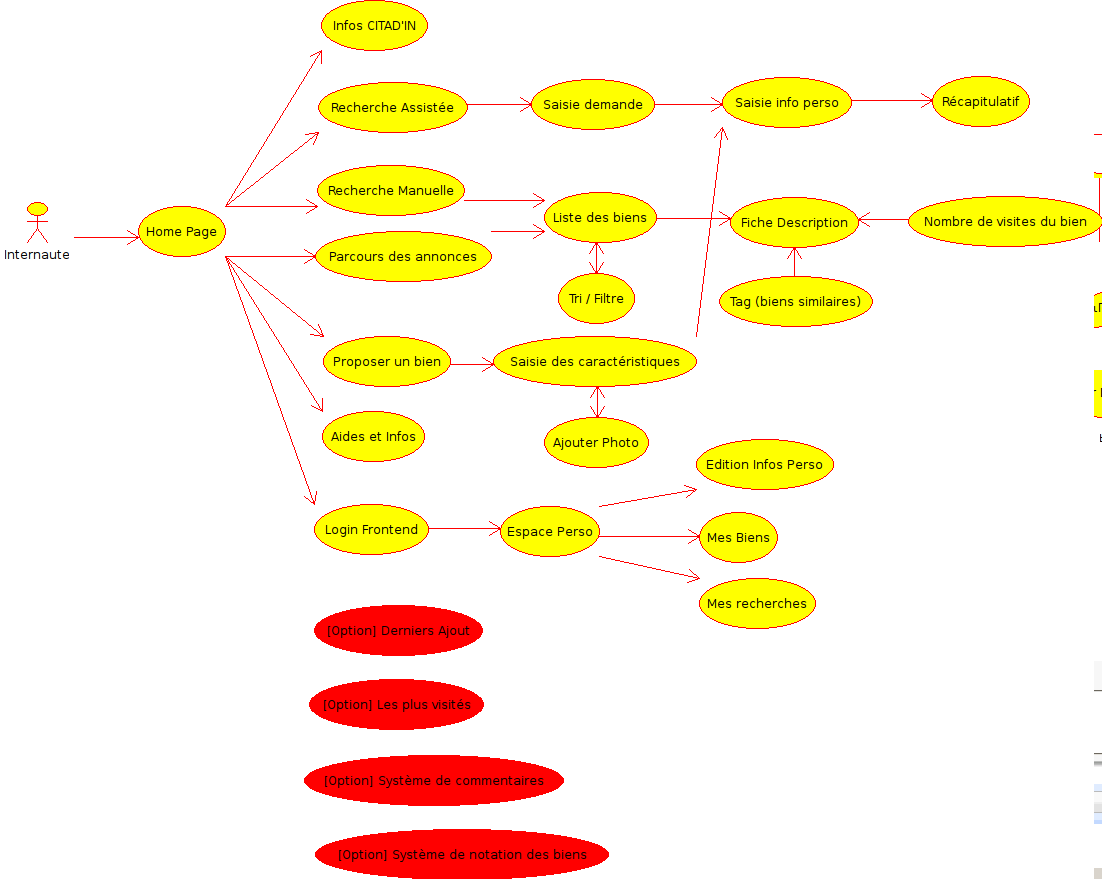 Infos CITAD'IN
Recherche Assistée
Saisie demande
Saisie info perso
Récapitulatif
Recherche Manuelle
Liste des biens
Fiche Description
Nombre de visites du bien
Internaute
Home Page
Parcours des annonces
Tri / Filtre
Tag (biens similaires)
Proposer un bien
Saisie des caractéristiques
Aides et Infos
Ajouter Photo
Edition Infos Perso
Login Frontend
Espace Perso
Mes Biens
Mes recherches
[Option] Derniers Ajout
[Option] Les plus visités
[Option] Système de commentaires
[Option] Système de notation des biens